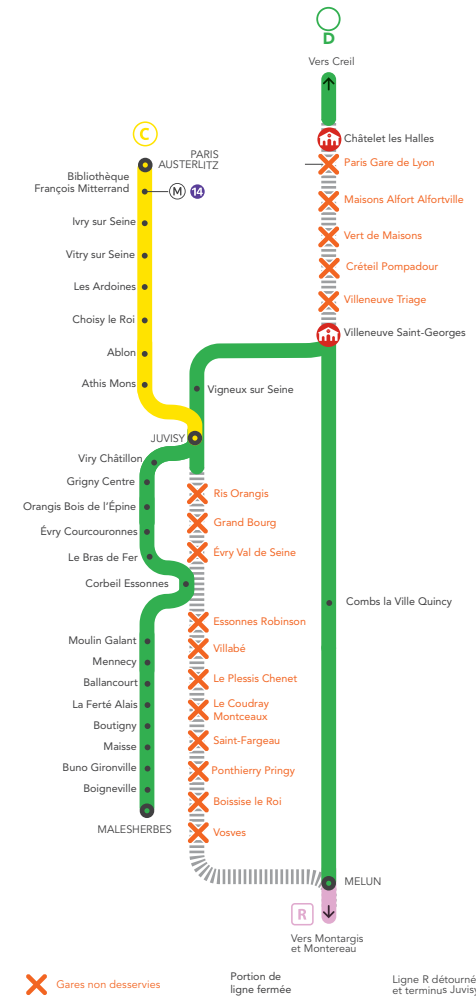 D
Vers Creil
Châtelet les Halles
Paris Gare de Lyon
Maisons Alfort Alfortville
Vert de Maisons
Créteil Pompadour
Villeneuve Triage
Villeneuve Saint-Georges
C
PARIS
AUSTERLITZ
Bibliothèque
François Mitterrand
M 14
Ivry sur Seine
Vitry sur Seine
Les Ardoines
Choisy le Roi
Ablon
Athis Mons
Vigneux sur Seine
JUVISY
Viry Châtillon
Grigny Centre
Orangis Bois de l'Épine
Évry Courcouronnes
Le Bras de Fer
Corbeil Essonnes
Ris Orangis
Grand Bourg
Évry Val de Seine
Essonnes Robinson
Villabé
Le Plessis Chenet
Le Coudray
Montceaux
Saint-Fargeau
Ponthierry Pringy
Boissise le Roi
Vosves
Combs la Ville Quincy
Moulin Galant
Mennecy
Ballancourt
La Ferté Alais
Boutigny
Maisse
Buno Gironville
Boigneville
MALESHERBES
MELUN
R
Vers Montargis
et Montereau
Gares non desservies
Portion de
ligne fermée
Ligne R détourné
et terminus Juvisy